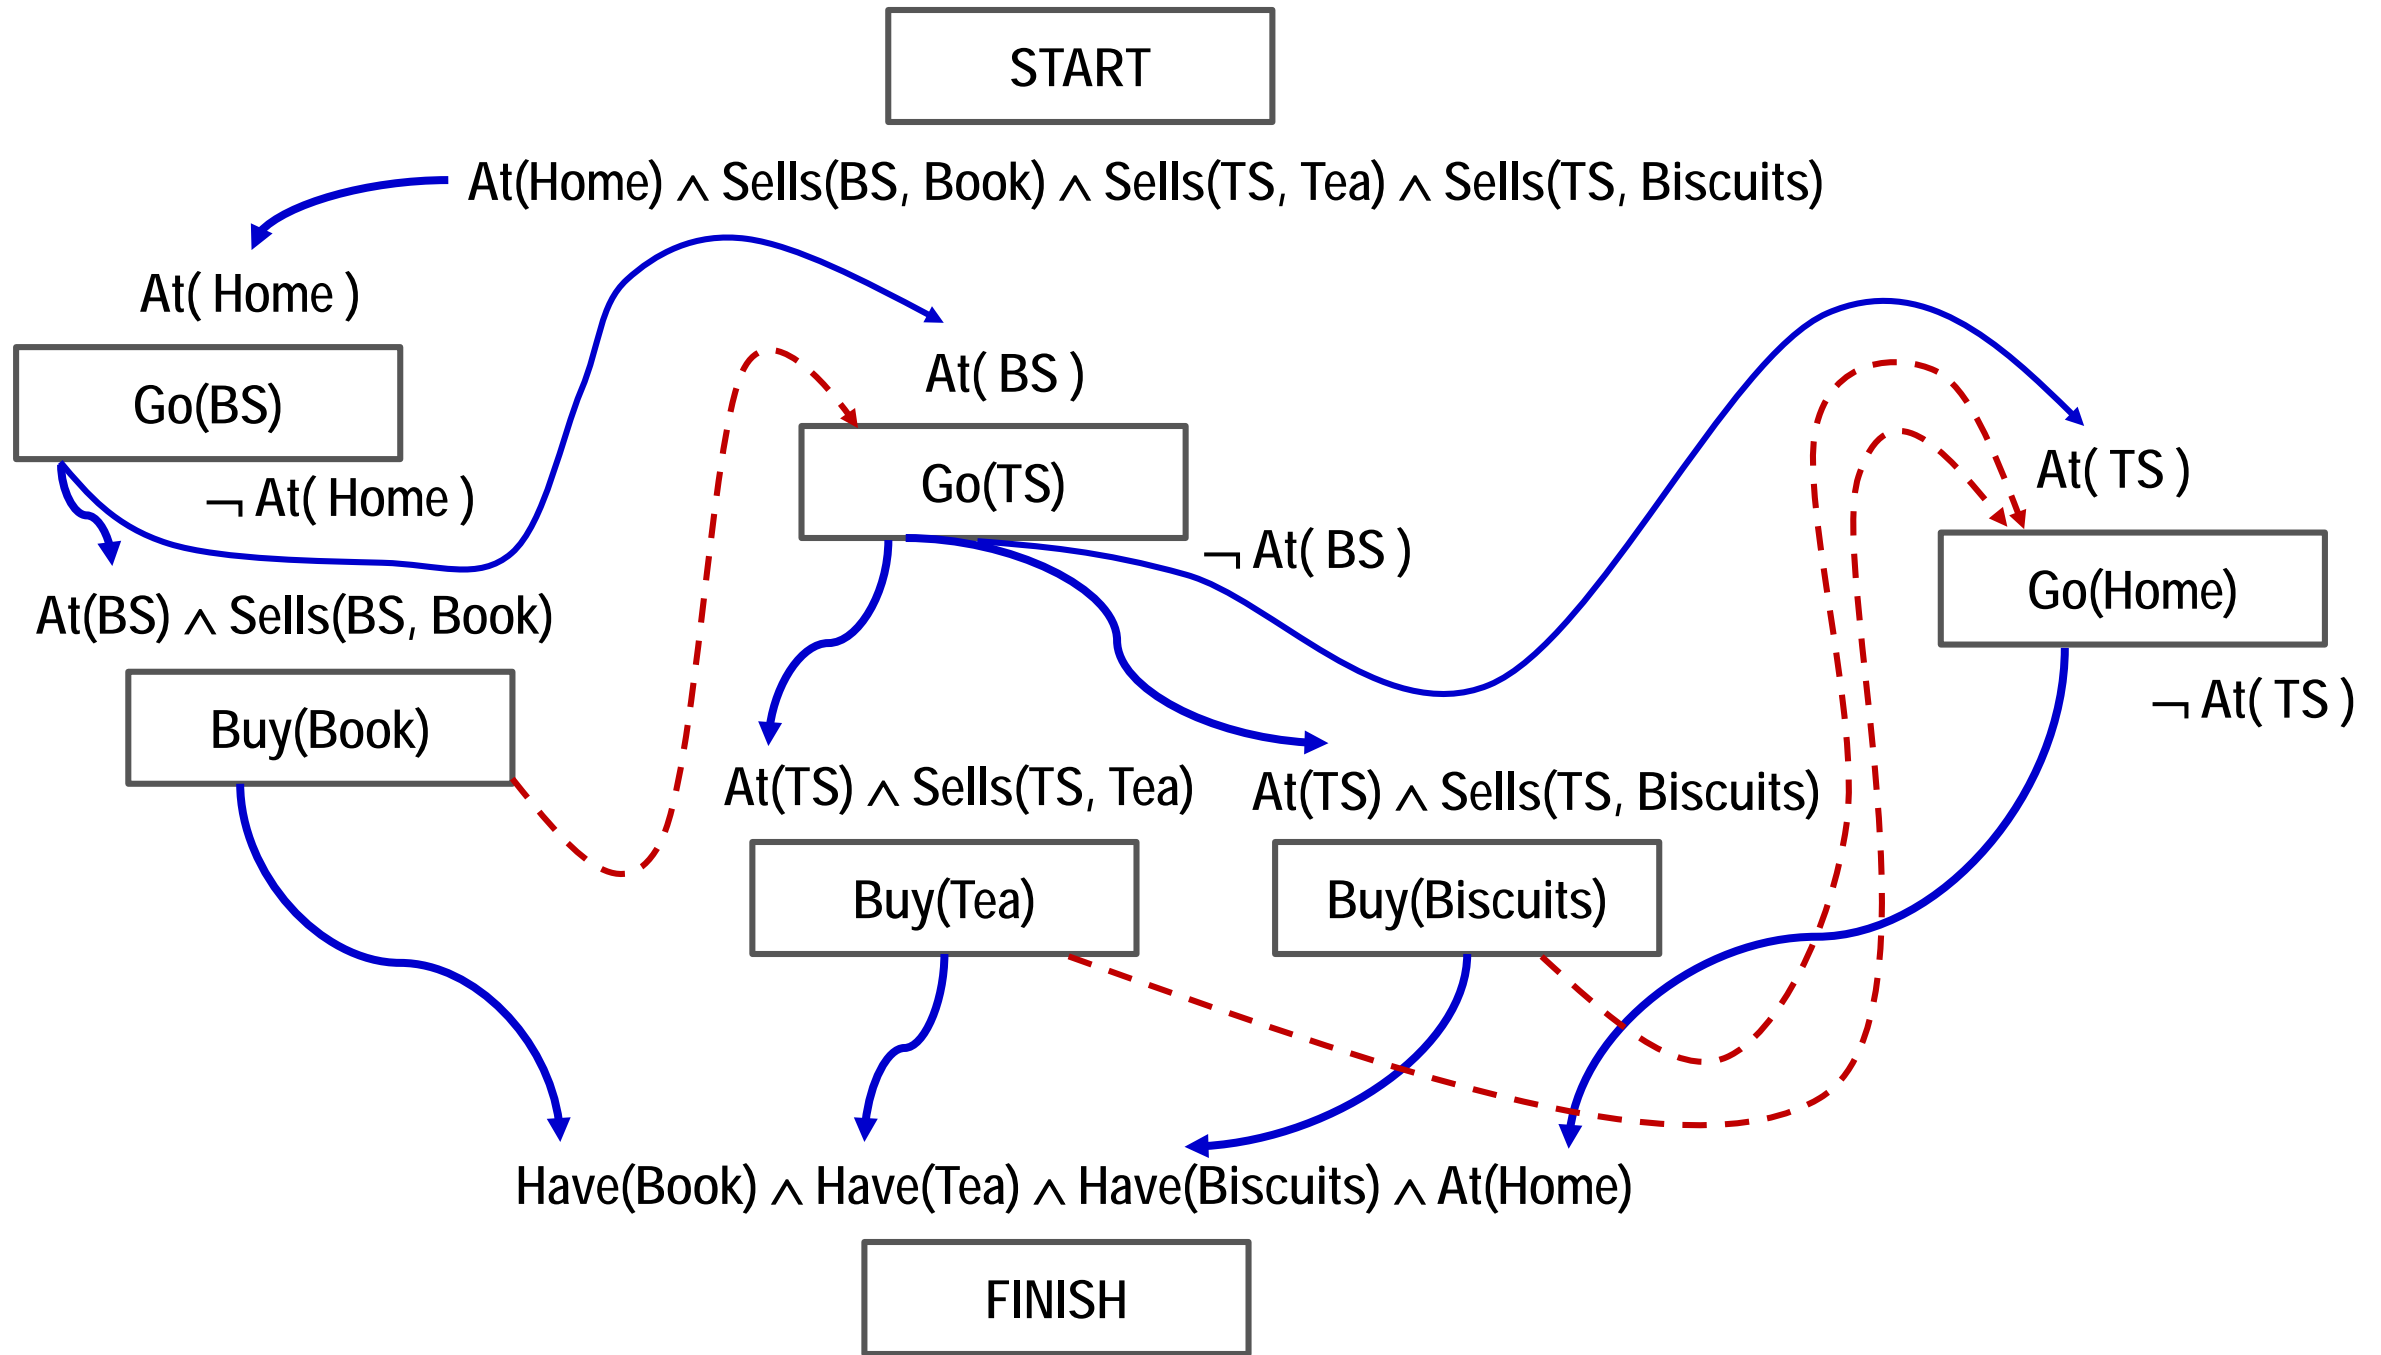 START
At(Home) ∧ Sells(BS, Book) ∧ Sells(TS, Tea) ∧ Sells(TS, Biscuits)
At( Home )
Go(BS)
¬ At( Home )
At( BS )
Go(TS)
¬ At( BS )
At( TS )
Go(Home)
¬ At( TS )
At(BS) ∧ Sells(BS, Book)
Buy(Book)
At(TS) ∧ Sells(TS, Tea)
Buy(Tea)
At(TS) ∧ Sells(TS, Biscuits)
Buy(Biscuits)
Have(Book) ∧ Have(Tea) ∧ Have(Biscuits) ∧ At(Home)
FINISH